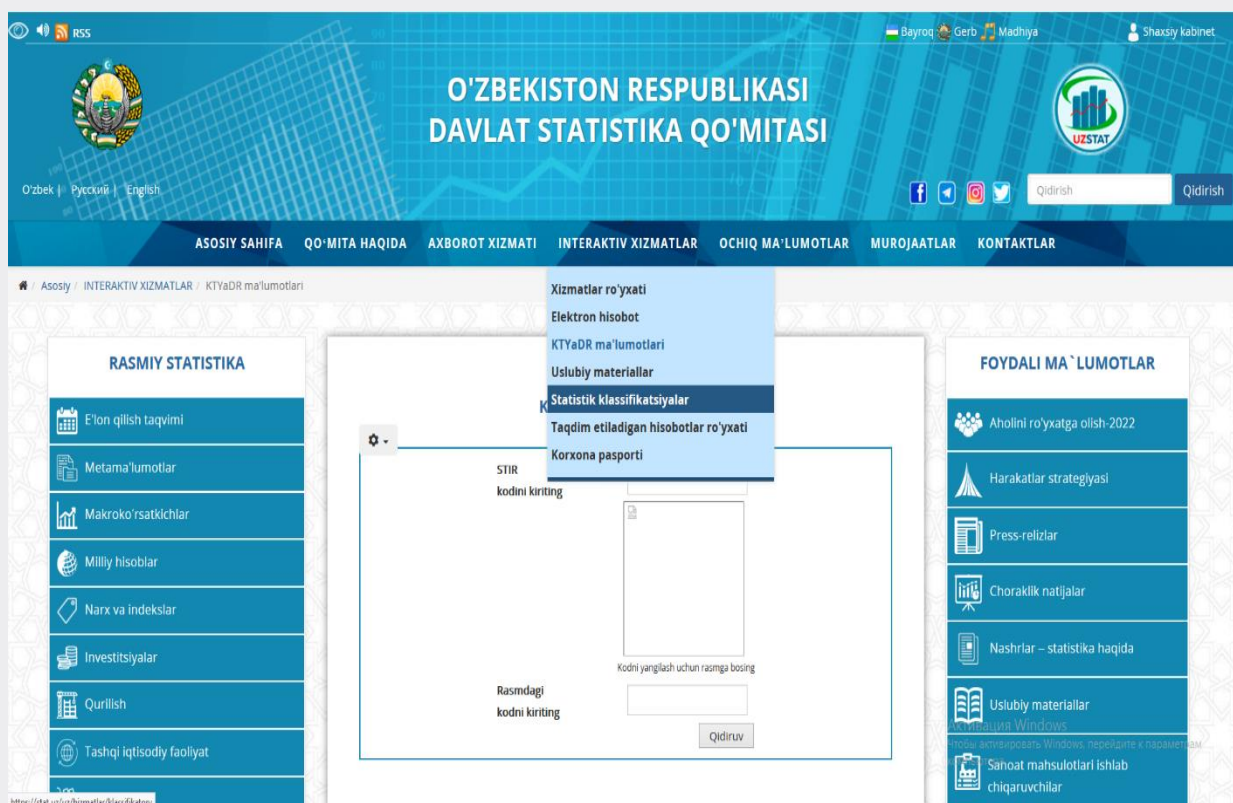 RSS
Bayroq Gerb Madhiya
Shaxsiy kabinet
O'ZBEKISTON RESPUBLIKASI
DAVLAT STATISTIKA QO'MITASI
UZSTAT
O'zbek | Русский | English
Qidirish
Qidirish
ASOSIY SAHIFA QO‘MITA HAQIDA AXBOROT XIZMATI INTERAKTIV XIZMATLAR OCHIQ MA’LUMOTLAR MUROJAATLAR KONTAKTLAR
/ Asosiy / INTERAKTIV XIZMATLAR / KTYaDR ma'lumotlari
Xizmatlar ro'yxati
Elektron hisobot
KTYaDR ma'lumotlari
Uslubiy materiallar
Statistik klassifikatsiyalar
Taqdim etiladigan hisobotlar ro'yxati
Korxona pasporti
RASMIY STATISTIKA
E'lon qilish taqvimi
Metama'lumotlar
Makroko'rsatkichlar
Milliy hisoblar
Narx va indekslar
Investitsiyalar
Qurilish
Tashqi iqtisodiy faoliyat
K
STIR
kodini kiriting
Kodni yangilash uchun rasmga bosing
Rasmdagi
kodni kiriting
Qidiruv
FOYDALI MA`LUMOTLAR
Aholini ro'yxatga olish-2022
Harakatlar strategiyasi
Press-relizlar
Choraklik natijalar
Nashrlar – statistika haqida
Uslubiy materiallar
Активация Windows
Чтобы активировать Windows, перейдите к параметрам
Sanoat mahsulotlari ishlab
chiqaruvchilar